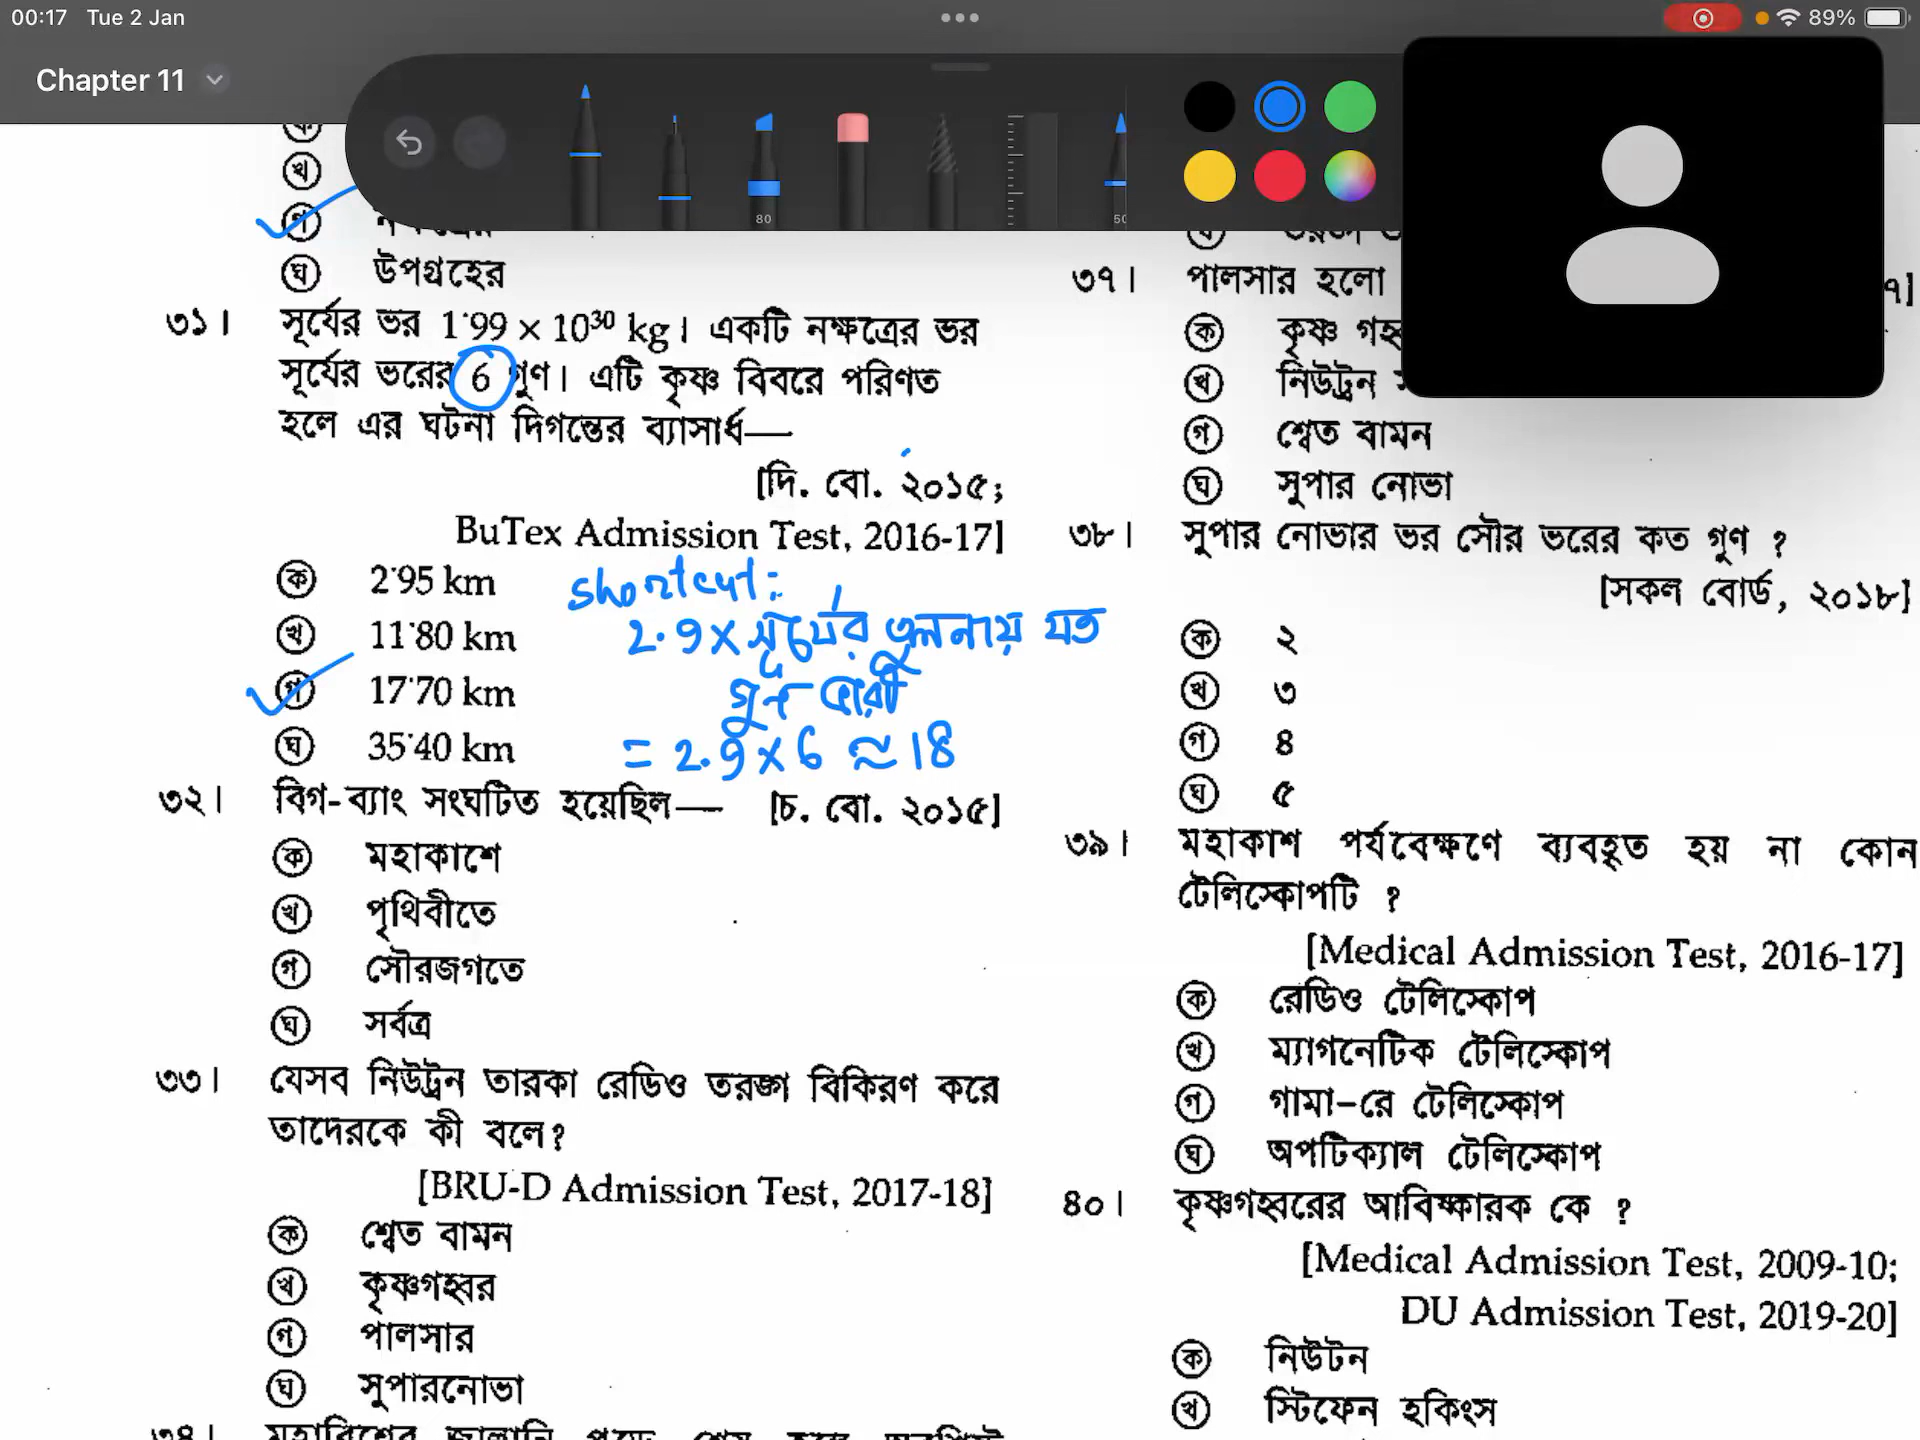 00:17 Tue 2 Jan
89%
Chapter 11
80
50
খ
গ
ঘ উপগ্রহের
৩১। সূর্যের ভর 1·99 × 10³⁰ kg। একটি নক্ষত্রের ভর
সূর্যের ভরের 6 গুণ। এটি কৃষ্ণ বিবরে পরিণত
হলে এর ঘটনা দিগন্তের ব্যাসার্ধ—
[দি. বো. ২০১৫;
BuTex Admission Test, 2016-17]
ক 2·95 km
খ 11·80 km
গ 17·70 km
ঘ 35·40 km
shortcut:
2.9 × সূর্যের তুলনায় যত
গুন ভারী
= 2.9 × 6 ≈ 18
৩২। বিগ-ব্যাং সংঘটিত হয়েছিল— [চ. বো. ২০১৫]
ক মহাকাশে
খ পৃথিবীতে
গ সৌরজগতে
ঘ সর্বত্র
৩৩। যেসব নিউট্রন তারকা রেডিও তরঙ্গ বিকিরণ করে
তাদেরকে কী বলে?
[BRU-D Admission Test, 2017-18]
ক শ্বেত বামন
খ কৃষ্ণগহ্বর
গ পালসার
ঘ সুপারনোভা
৩৪। মহাবিশ্বের জ্বালানি
৩৭। পালসার হলো
ক কৃষ্ণ
খ নিউট্রন
গ শ্বেত বামন
ঘ সুপার নোভা
৩৮। সুপার নোভার ভর সৌর ভরের কত গুণ ?
[সকল বোর্ড, ২০১৮]
ক ২
খ ৩
গ ৪
ঘ ৫
৩৯। মহাকাশ পর্যবেক্ষণে ব্যবহৃত হয় না কোন
টেলিস্কোপটি ?
[Medical Admission Test, 2016-17]
ক রেডিও টেলিস্কোপ
খ ম্যাগনেটিক টেলিস্কোপ
গ গামা-রে টেলিস্কোপ
ঘ অপটিক্যাল টেলিস্কোপ
৪০। কৃষ্ণগহ্বরের আবিষ্কারক কে ?
[Medical Admission Test, 2009-10;
DU Admission Test, 2019-20]
ক নিউটন
খ স্টিফেন হকিংস